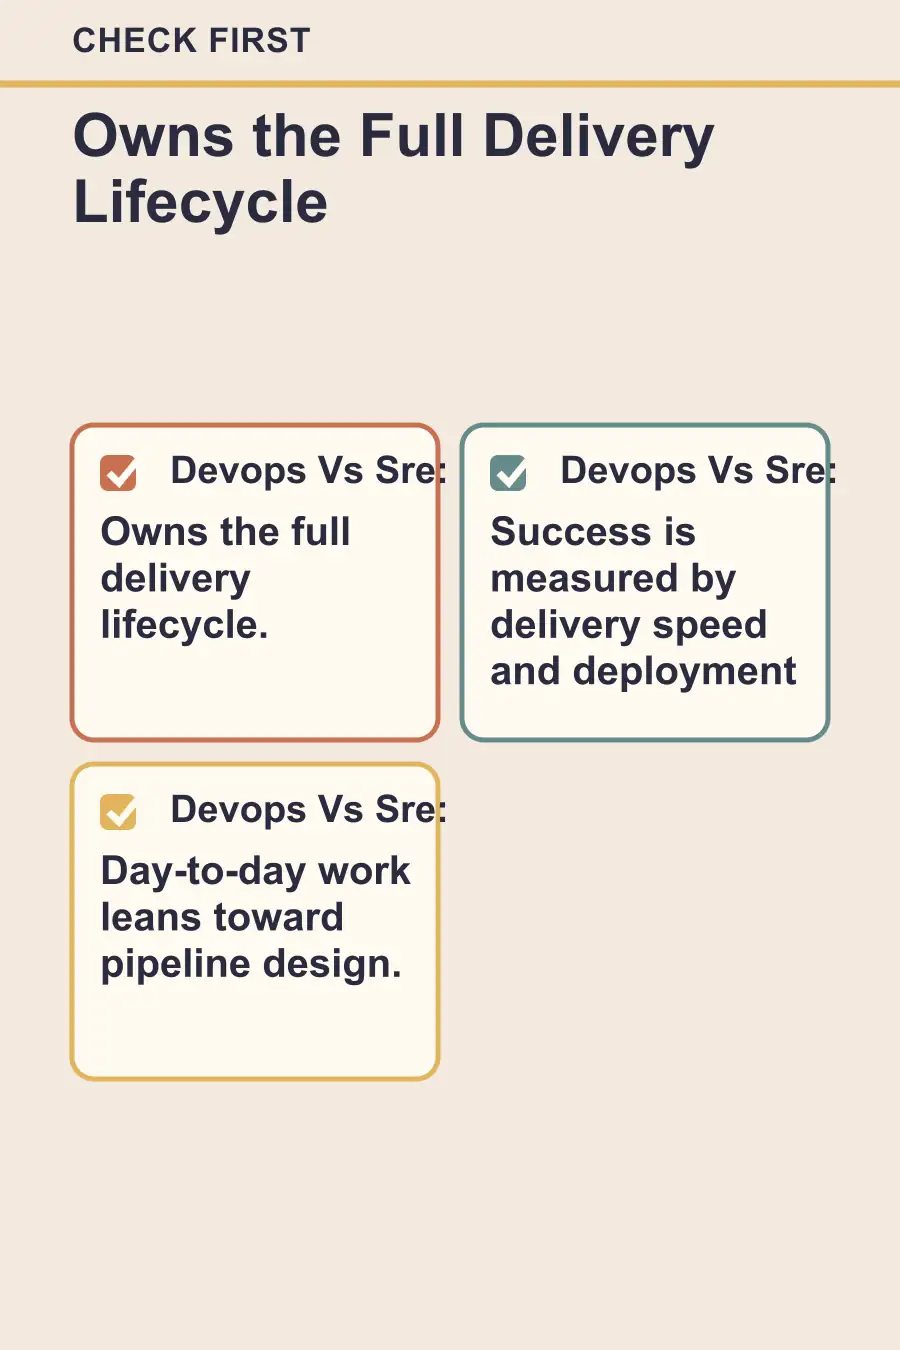 CHECK FIRST
Owns the Full Delivery
Lifecycle
Devops Vs Sre:
Owns the full
delivery
lifecycle.
Devops Vs Sre:
Success is
measured by
delivery speed
and deployment
Devops Vs Sre:
Day-to-day work
leans toward
pipeline design.